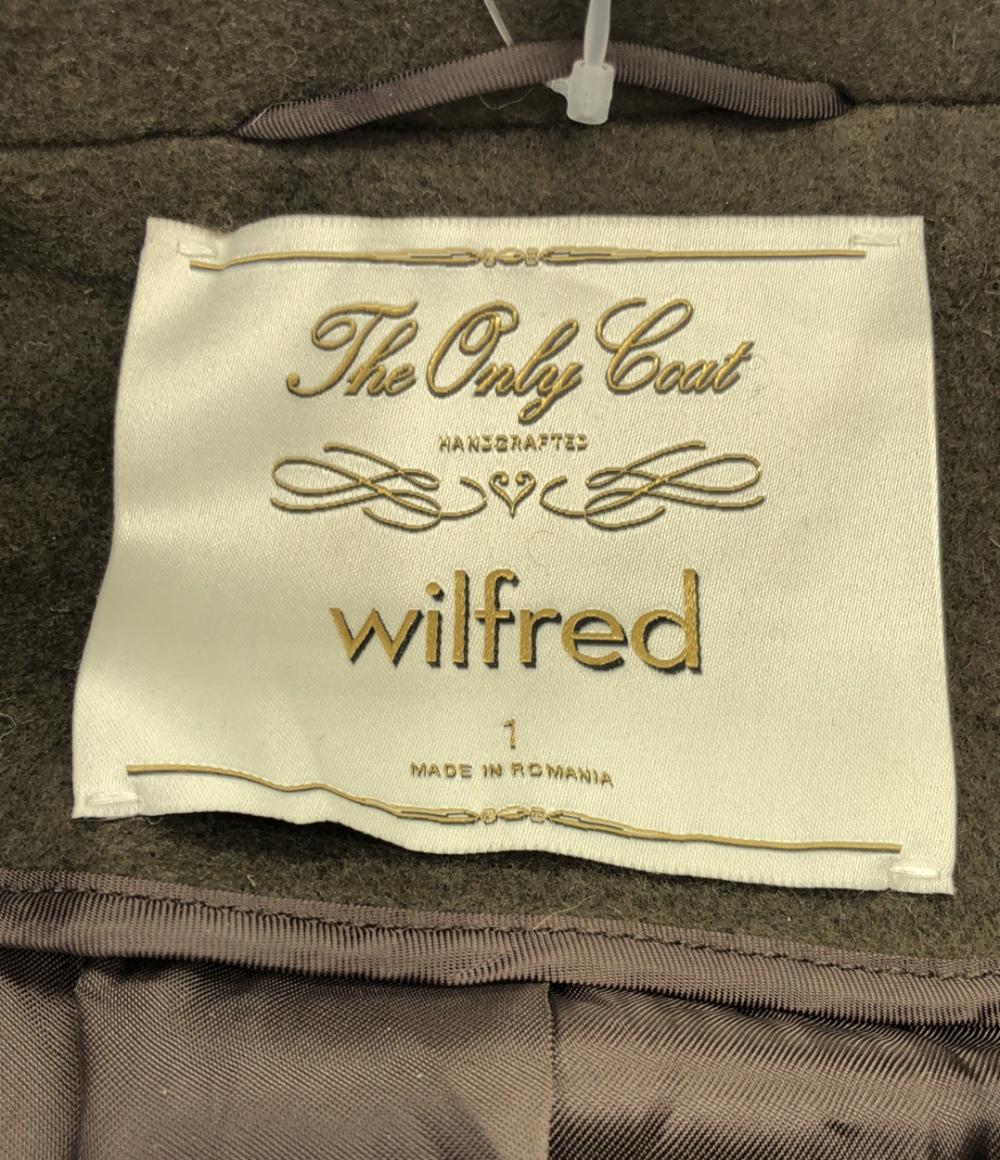 The Only Coat
HANDCRAFTED
wilfred
1
MADE IN ROMANIA